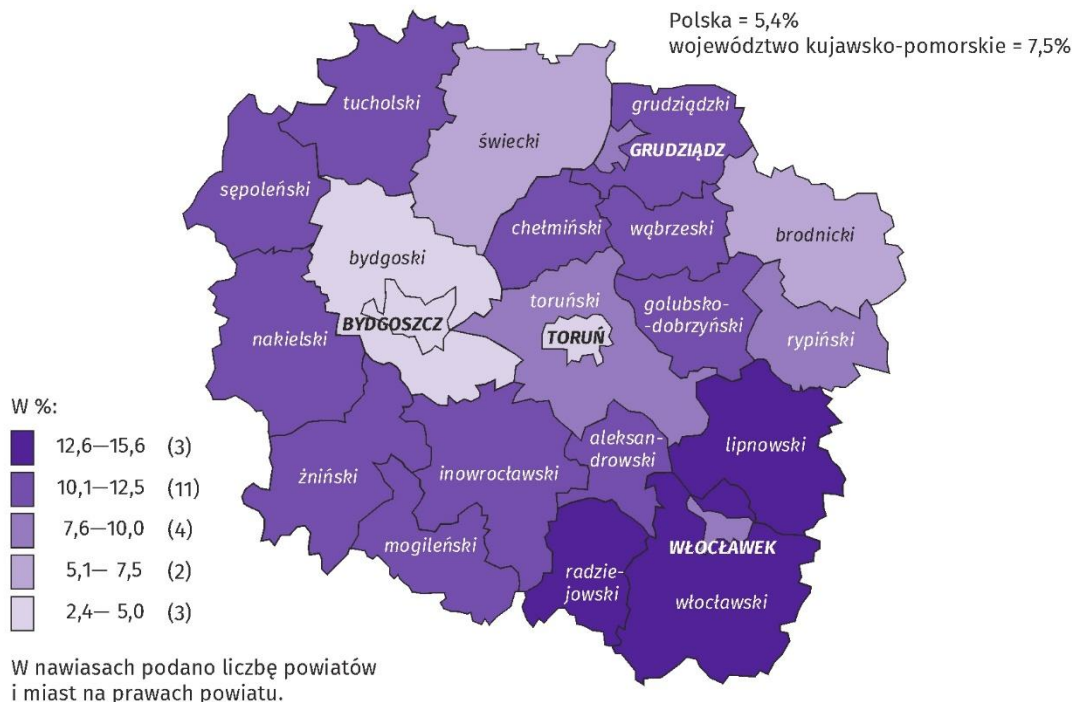 Polska = 5,4%
województwo kujawsko-pomorskie = 7,5%
tucholski
grudziądzki
świecki
GRUDZIĄDZ
sępoleński
chełmiński
wąbrzeski
brodnicki
bydgoski
toruński
golubsko-
-dobrzyński
BYDGOSZCZ
TORUŃ
nakielski
rypiński
W %:
12,6—15,6 (3)
10,1—12,5 (11)
7,6—10,0 (4)
5,1— 7,5 (2)
2,4— 5,0 (3)
aleksan-
drowski
lipnowski
żniński
inowrocławski
mogileński
WŁOCŁAWEK
radzie-
jowski
włocławski
W nawiasach podano liczbę powiatów
i miast na prawach powiatu.